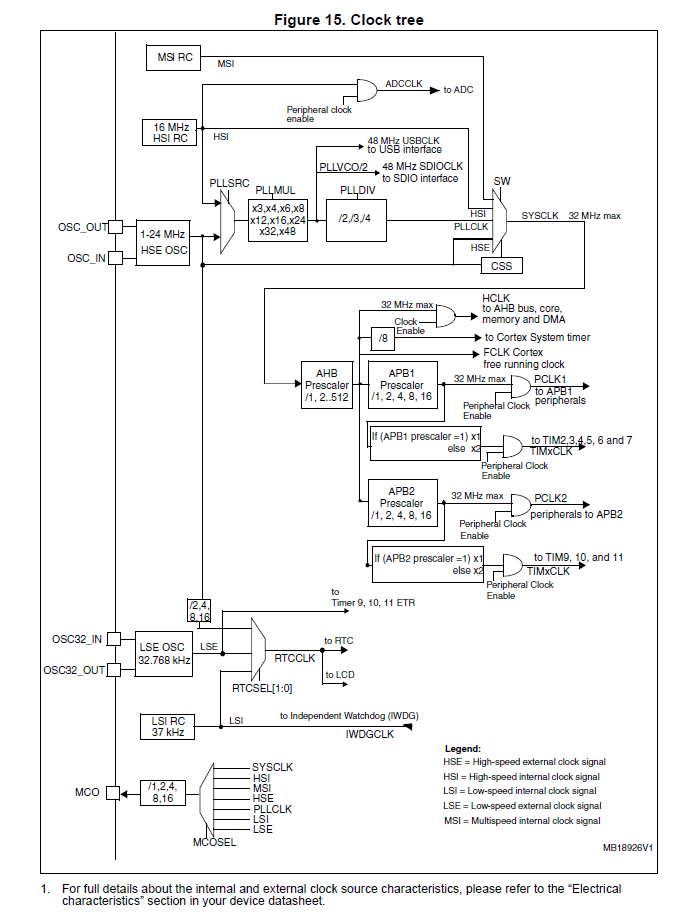 Figure 15. Clock tree
MSI RC
MSI
ADCCLK
to ADC
Peripheral clock
enable
16 MHz
HSI RC
HSI
48 MHz USBCLK
to USB interface
PLLVCO/2
48 MHz SDIOCLK
to SDIO interface
PLLSRC
PLLMUL
PLLDIV
SW
x3,x4,x6,x8
x12,x16,x24
x32,x48
/2,/3,/4
HSI
PLLCLK
HSE
SYSCLK
32 MHz max
OSC_OUT
OSC_IN
1-24 MHz
HSE OSC
CSS
32 MHz max
HCLK
to AHB bus, core,
memory and DMA
Clock
Enable
/8
to Cortex System timer
FCLK Cortex
free running clock
AHB
Prescaler
/1, 2..512
APB1
Prescaler
/1, 2, 4, 8, 16
32 MHz max
PCLK1
to APB1
peripherals
Peripheral Clock
Enable
If (APB1 prescaler =1) x1
else x2
to TIM2,3,4,5, 6 and 7
TIMxCLK
Peripheral Clock
Enable
APB2
Prescaler
/1, 2, 4, 8, 16
32 MHz max
PCLK2
peripherals to APB2
Peripheral Clock
Enable
If (APB2 prescaler =1) x1
else x2
to TIM9, 10, and 11
TIMxCLK
Peripheral Clock
Enable
to
Timer 9, 10, 11 ETR
/2,4,
8,16
OSC32_IN
OSC32_OUT
LSE OSC
32.768 kHz
LSE
to RTC
RTCCLK
to LCD
RTCSEL[1:0]
LSI RC
37 kHz
LSI
to Independent Watchdog (IWDG)
IWDGCLK
MCO
/1,2,4,
8,16
SYSCLK
HSI
MSI
HSE
PLLCLK
LSI
LSE
MCOSEL
Legend:
HSE = High-speed external clock signal
HSI = High-speed internal clock signal
LSI = Low-speed internal clock signal
LSE = Low-speed external clock signal
MSI = Multispeed internal clock signal
MB18926V1
1. For full details about the internal and external clock source characteristics, please refer to the “Electrical
characteristics” section in your device datasheet.